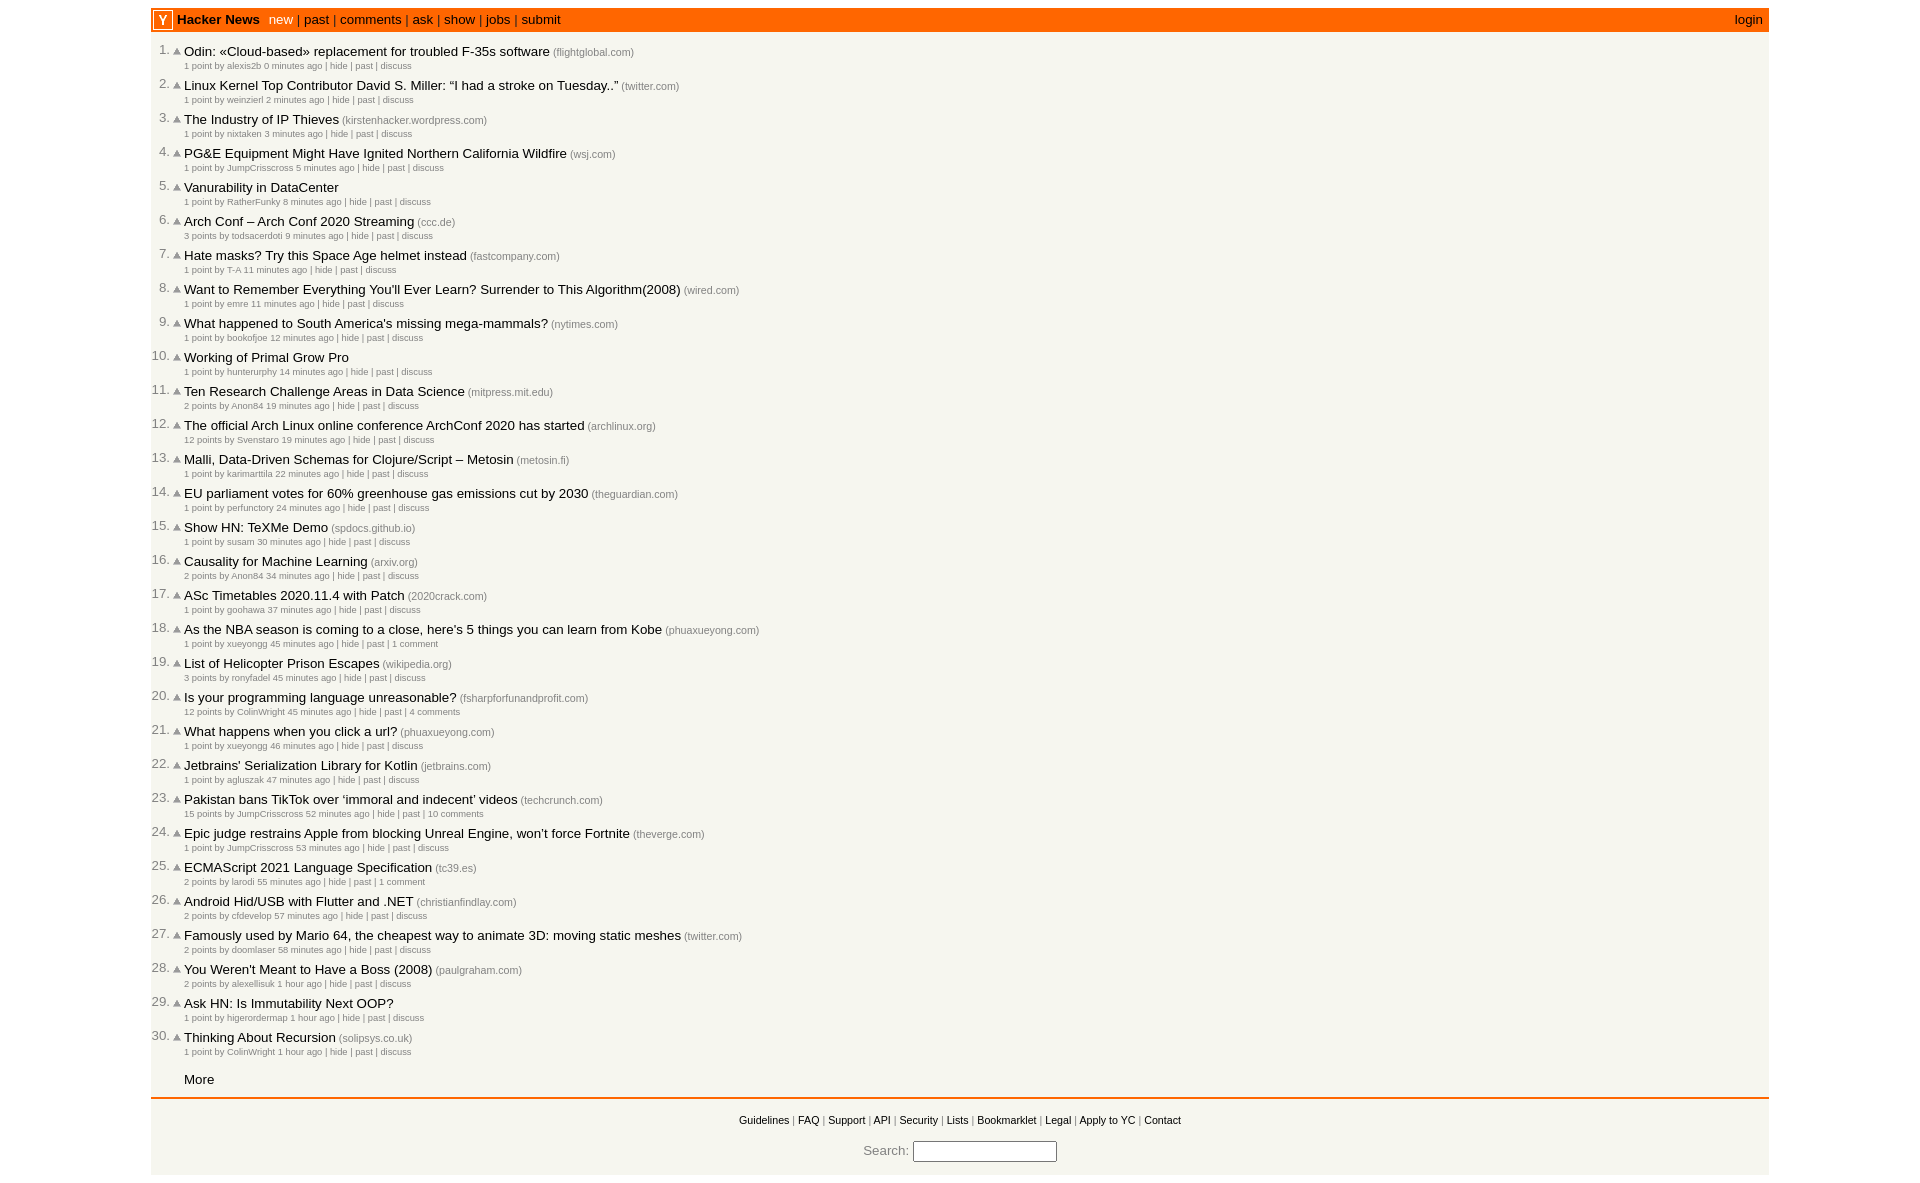 Y Hacker News new | past | comments | ask | show | jobs | submit login
1. Odin: «Cloud-based» replacement for troubled F-35s software (flightglobal.com)
1 point by alexis2b 0 minutes ago | hide | past | discuss
2. Linux Kernel Top Contributor David S. Miller: “I had a stroke on Tuesday..” (twitter.com)
1 point by weinzierl 2 minutes ago | hide | past | discuss
3. The Industry of IP Thieves (kirstenhacker.wordpress.com)
1 point by nixtaken 3 minutes ago | hide | past | discuss
4. PG&E Equipment Might Have Ignited Northern California Wildfire (wsj.com)
1 point by JumpCrisscross 5 minutes ago | hide | past | discuss
5. Vanurability in DataCenter
1 point by RatherFunky 8 minutes ago | hide | past | discuss
6. Arch Conf – Arch Conf 2020 Streaming (ccc.de)
3 points by todsacerdoti 9 minutes ago | hide | past | discuss
7. Hate masks? Try this Space Age helmet instead (fastcompany.com)
1 point by T-A 11 minutes ago | hide | past | discuss
8. Want to Remember Everything You'll Ever Learn? Surrender to This Algorithm(2008) (wired.com)
1 point by emre 11 minutes ago | hide | past | discuss
9. What happened to South America's missing mega-mammals? (nytimes.com)
1 point by bookofjoe 12 minutes ago | hide | past | discuss
10. Working of Primal Grow Pro
1 point by hunterurphy 14 minutes ago | hide | past | discuss
11. Ten Research Challenge Areas in Data Science (mitpress.mit.edu)
2 points by Anon84 19 minutes ago | hide | past | discuss
12. The official Arch Linux online conference ArchConf 2020 has started (archlinux.org)
12 points by Svenstaro 19 minutes ago | hide | past | discuss
13. Malli, Data-Driven Schemas for Clojure/Script – Metosin (metosin.fi)
1 point by karimarttila 22 minutes ago | hide | past | discuss
14. EU parliament votes for 60% greenhouse gas emissions cut by 2030 (theguardian.com)
1 point by perfunctory 24 minutes ago | hide | past | discuss
15. Show HN: TeXMe Demo (spdocs.github.io)
1 point by susam 30 minutes ago | hide | past | discuss
16. Causality for Machine Learning (arxiv.org)
2 points by Anon84 34 minutes ago | hide | past | discuss
17. ASc Timetables 2020.11.4 with Patch (2020crack.com)
1 point by goohawa 37 minutes ago | hide | past | discuss
18. As the NBA season is coming to a close, here's 5 things you can learn from Kobe (phuaxueyong.com)
1 point by xueyongg 45 minutes ago | hide | past | 1 comment
19. List of Helicopter Prison Escapes (wikipedia.org)
3 points by ronyfadel 45 minutes ago | hide | past | discuss
20. Is your programming language unreasonable? (fsharpforfunandprofit.com)
12 points by ColinWright 45 minutes ago | hide | past | 4 comments
21. What happens when you click a url? (phuaxueyong.com)
1 point by xueyongg 46 minutes ago | hide | past | discuss
22. Jetbrains' Serialization Library for Kotlin (jetbrains.com)
1 point by agluszak 47 minutes ago | hide | past | discuss
23. Pakistan bans TikTok over ‘immoral and indecent’ videos (techcrunch.com)
15 points by JumpCrisscross 52 minutes ago | hide | past | 10 comments
24. Epic judge restrains Apple from blocking Unreal Engine, won’t force Fortnite (theverge.com)
1 point by JumpCrisscross 53 minutes ago | hide | past | discuss
25. ECMAScript 2021 Language Specification (tc39.es)
2 points by larodi 55 minutes ago | hide | past | 1 comment
26. Android Hid/USB with Flutter and .NET (christianfindlay.com)
2 points by cfdevelop 57 minutes ago | hide | past | discuss
27. Famously used by Mario 64, the cheapest way to animate 3D: moving static meshes (twitter.com)
2 points by doomlaser 58 minutes ago | hide | past | discuss
28. You Weren't Meant to Have a Boss (2008) (paulgraham.com)
2 points by alexellisuk 1 hour ago | hide | past | discuss
29. Ask HN: Is Immutability Next OOP?
1 point by higerordermap 1 hour ago | hide | past | discuss
30. Thinking About Recursion (solipsys.co.uk)
1 point by ColinWright 1 hour ago | hide | past | discuss
More
Guidelines | FAQ | Support | API | Security | Lists | Bookmarklet | Legal | Apply to YC | Contact
Search: